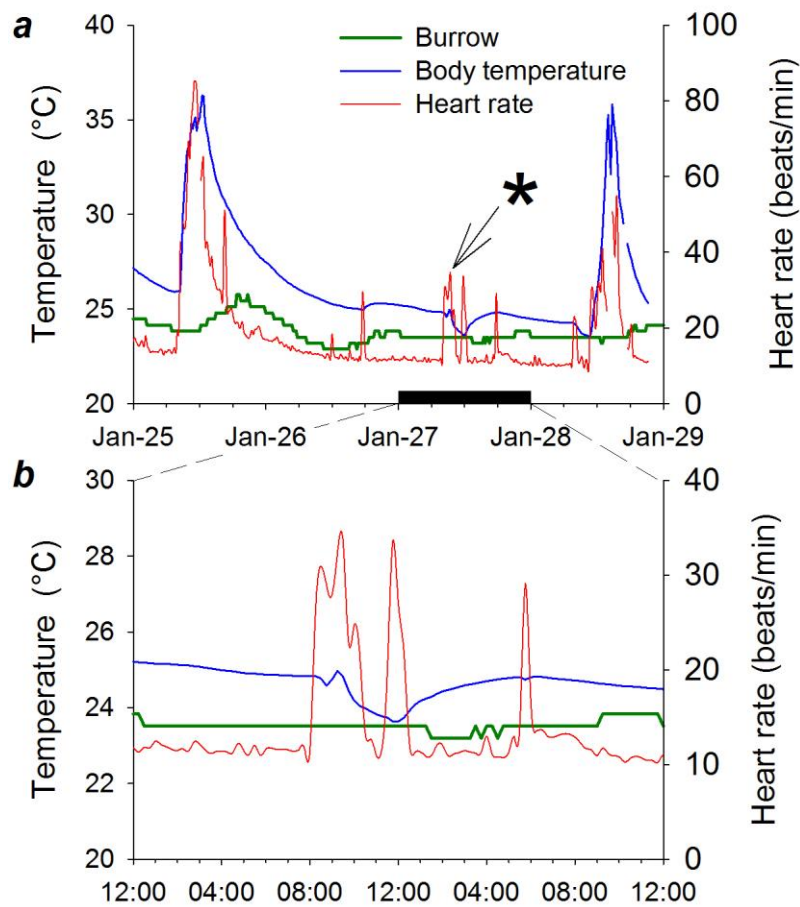 a
40
35
30
25
20
Temperature (°C)
Burrow
Body temperature
Heart rate
*
100
80
60
40
20
0
Heart rate (beats/min)
Jan-25 Jan-26 Jan-27 Jan-28 Jan-29
b
30
28
26
24
22
20
Temperature (°C)
40
30
20
10
0
Heart rate (beats/min)
12:00 04:00 08:00 12:00 04:00 08:00 12:00